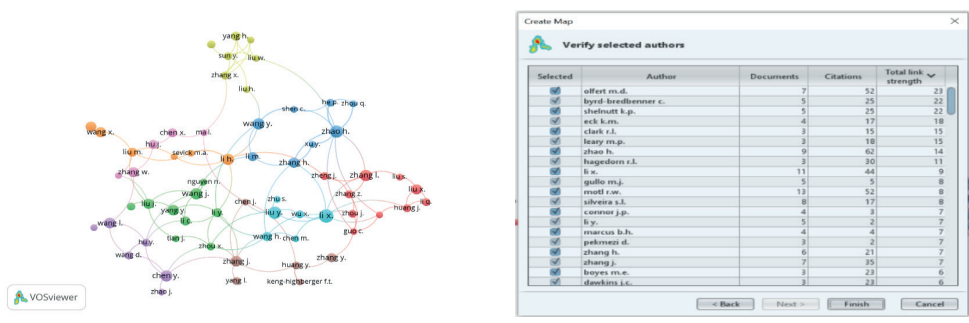 yang h.
sun y.
liu w.
zhang x.
liu h.
he p.
zhou q.
shen c.
wang y.
zhao h.
wang x.
chen x.
ma l.
hu j.
xu y.
liu m.
sevick m.a.
li h.
li m.
zhang h.
zhang w.
zheng j.
zhang l.
liu s.
nguyen n.
wang j.
zhang z.
liu x.
liu j.
yang y.
chen j.
zhu s.
li q.
huang j.
li c.
li y.
liu y.
wu x.
li x.
zhou j.
wang l.
guo c.
hu y.
tian j.
zhou x.
wang h.
chen m.
wang d.
zhang j.
huang y.
zhang y.
chen y.
yang l.
keng-highberger f.t.
zhao j.
VOSviewer
Create Map
Verify selected authors
Selected Author Documents Citations Total link strength
olfert m.d. 7 52 23
byrd-bredbenner c. 5 25 22
shelnutt k.p. 5 25 22
eck k.m. 4 17 18
clark r.l. 3 15 15
leary m.p. 3 18 15
zhao h. 9 62 14
hagedorn r.l. 3 30 11
li x. 11 44 9
gullo m.j. 5 5 8
motl r.w. 13 52 8
silveira s.l. 8 17 8
connor j.p. 4 3 7
li y. 5 2 7
marcus b.h. 4 4 7
pekmezi d. 3 2 7
zhang h. 6 21 7
zhang j. 7 35 7
boyes m.e. 3 23 6
dawkins j.c. 3 23 6
< Back Next > Finish Cancel